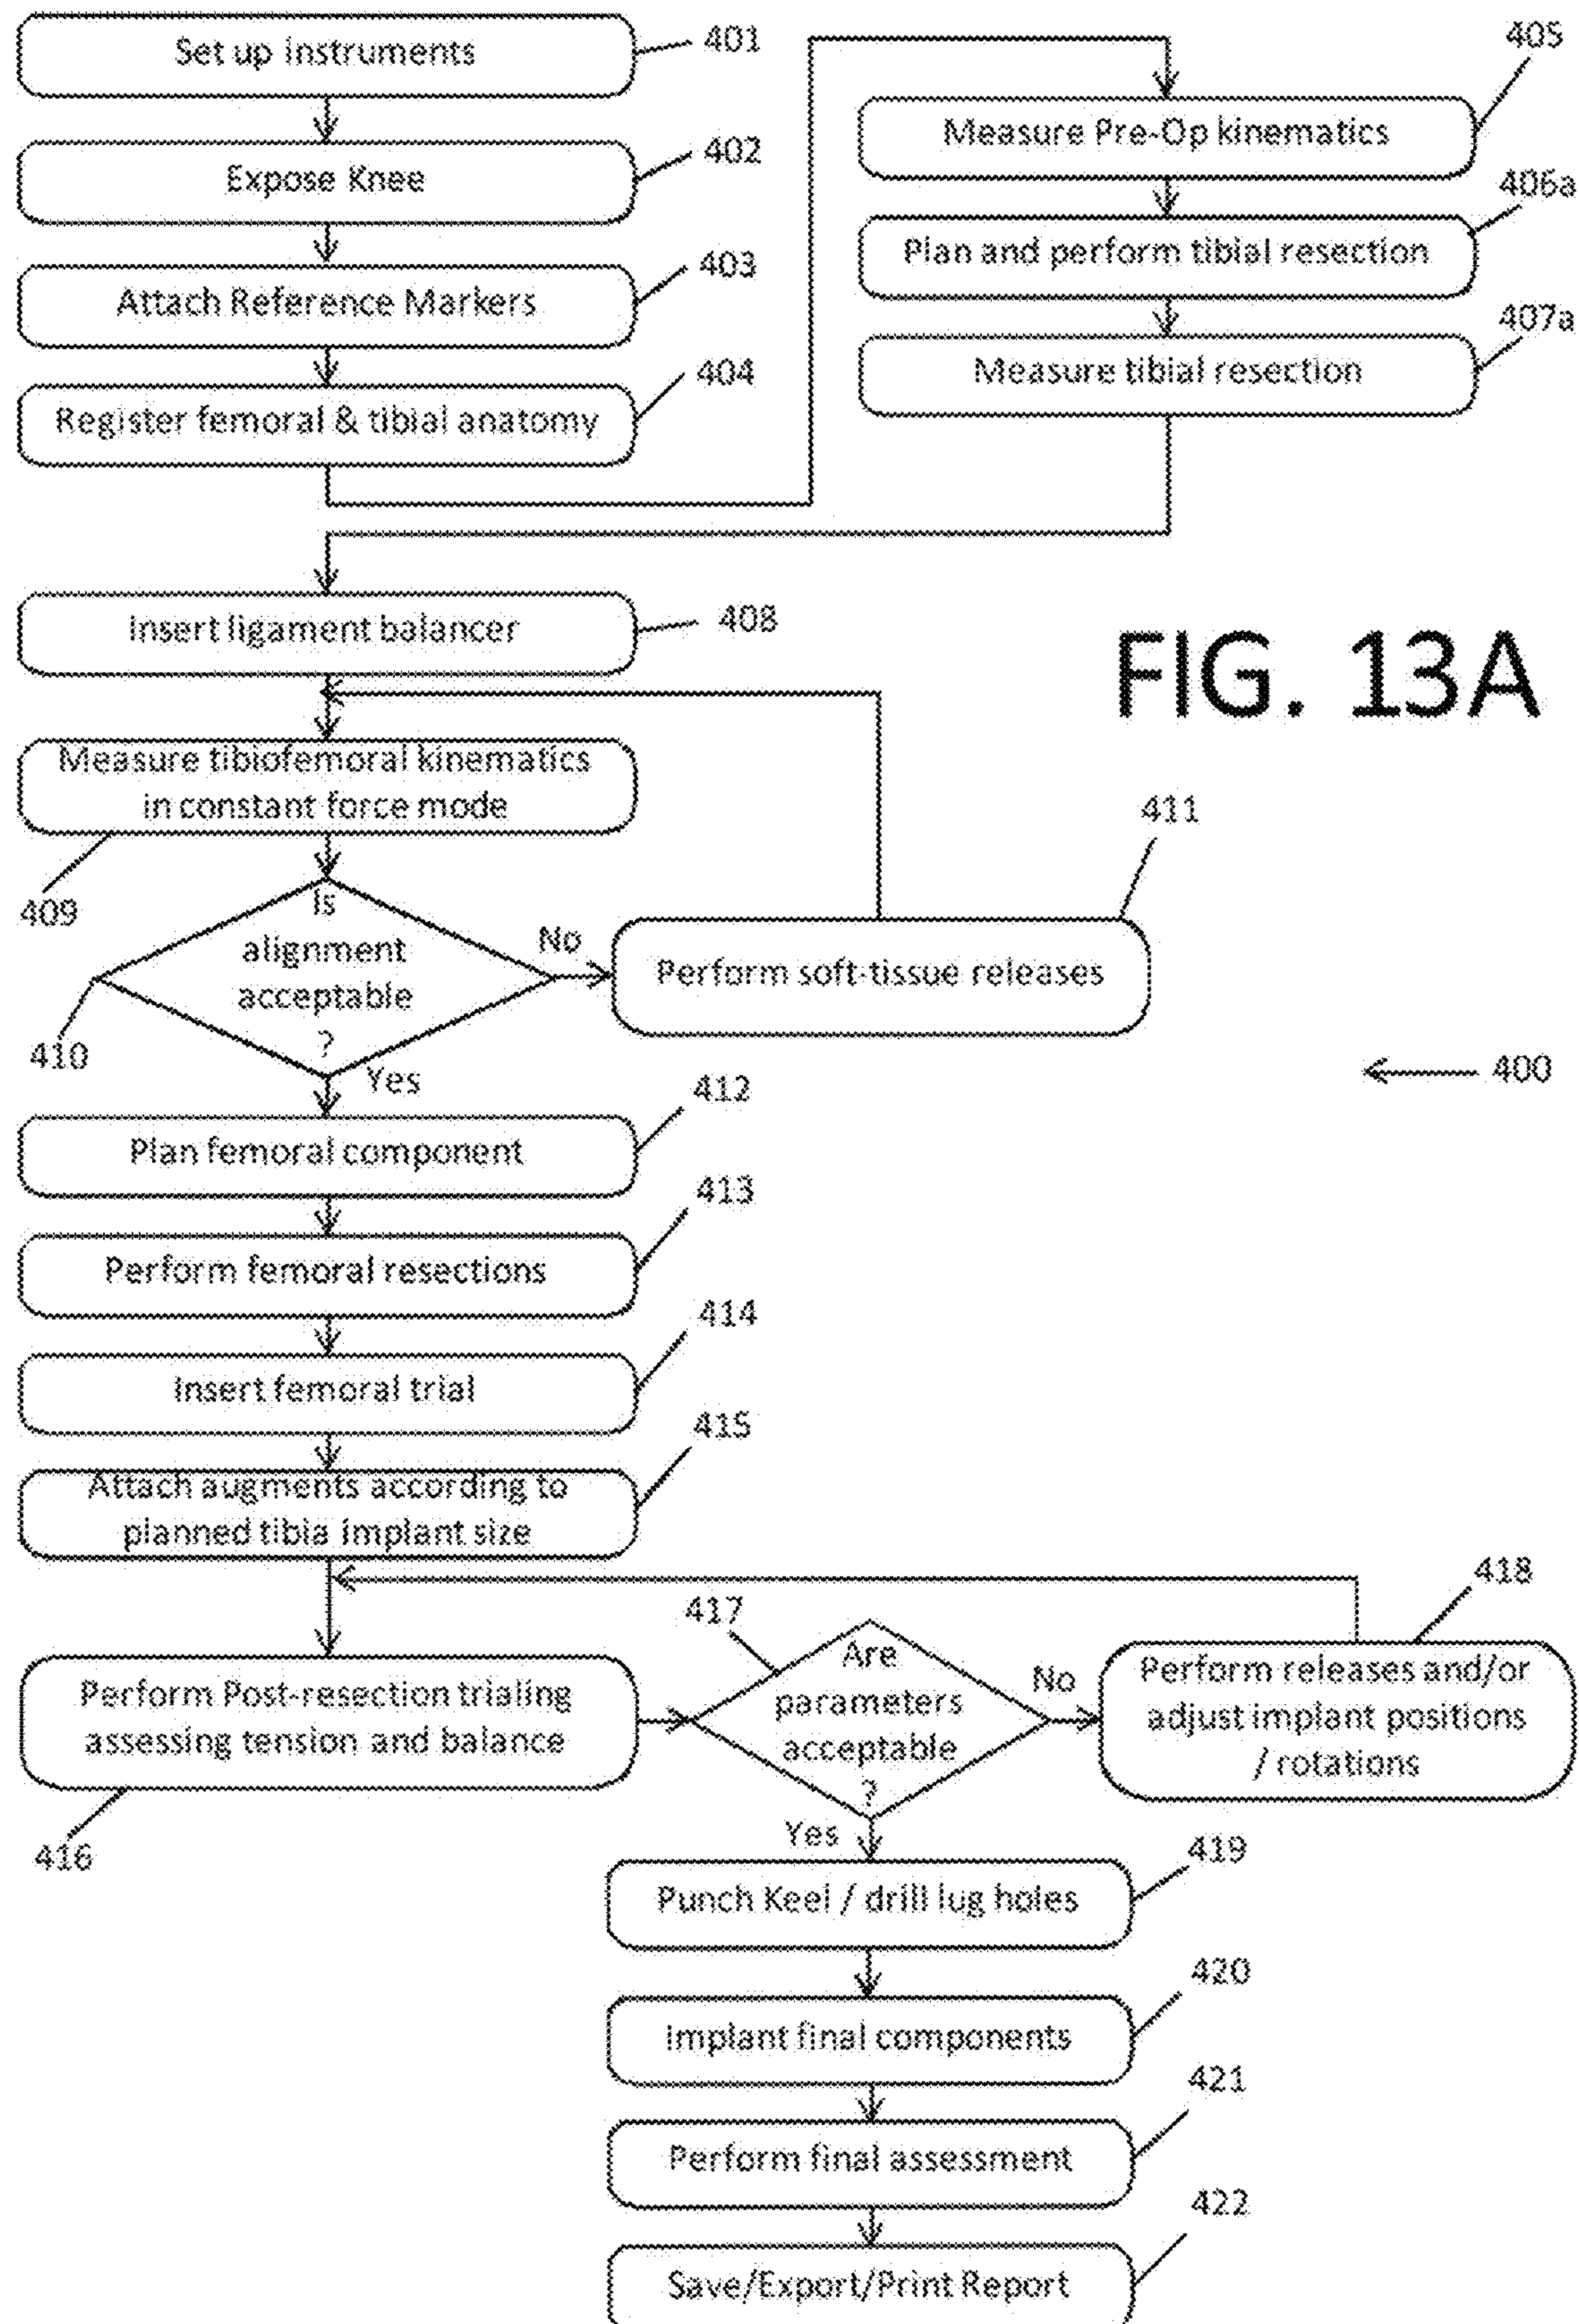 Set up instruments
401
Expose Knee
402
Attach Reference Markers
403
Register femoral & tibial anatomy
404
405
Measure Pre-Op kinematics
406a
Plan and perform tibial resection
407a
Measure tibial resection
Insert ligament balancer
408
FIG. 13A
Measure tibiofemoral kinematics
in constant force mode
409
Is
alignment
acceptable
?
410
No
411
Perform soft-tissue releases
Yes
400
412
Plan femoral component
413
Perform femoral resections
414
Insert femoral trial
415
Attach augments according to
planned tibia implant size
Perform Post-resection trialing
assessing tension and balance
416
417
Are
parameters
acceptable
?
No
418
Perform releases and/or
adjust implant positions
/ rotations
Yes
419
Punch Keel / drill lug holes
420
Implant final components
421
Perform final assessment
422
Save/Export/Print Report